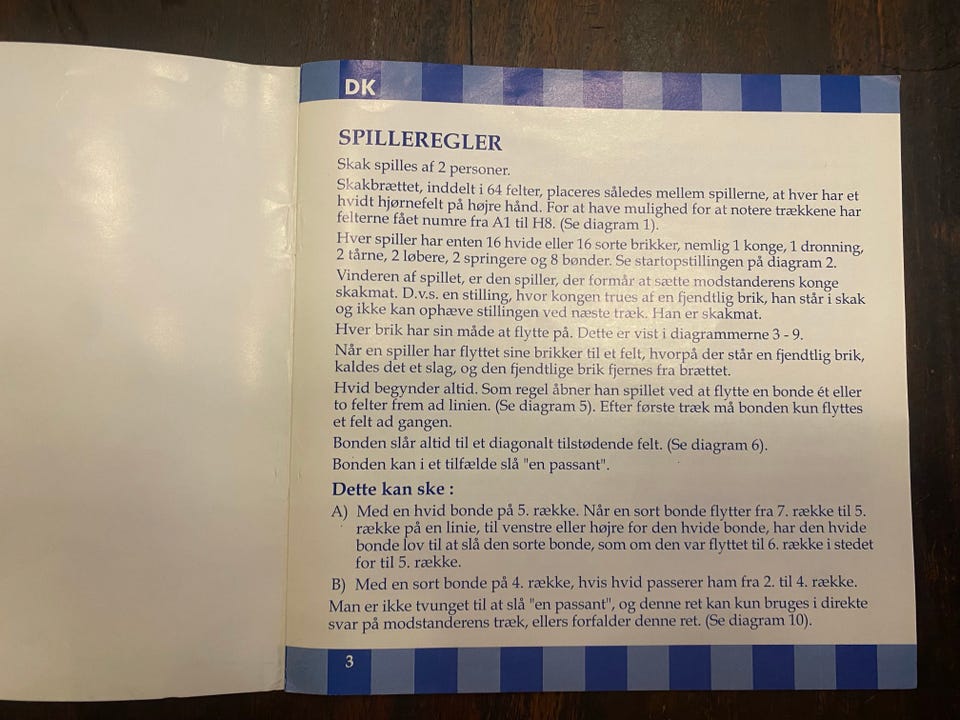 DK
SPILLEREGLER
Skak spilles af 2 personer.
Skakbrættet, inddelt i 64 felter, placeres således mellem spillerne, at hver har et
hvidt hjørnefelt på højre hånd. For at have mulighed for at notere trækkene har
felterne fået numre fra A1 til H8. (Se diagram 1).
Hver spiller har enten 16 hvide eller 16 sorte brikker, nemlig 1 konge, 1 dronning,
2 tårne, 2 løbere, 2 springere og 8 bønder. Se startopstillingen på diagram 2.
Vinderen af spillet, er den spiller, der formår at sætte modstanderens konge
skakmat. D.v.s. en stilling, hvor kongen trues af en fjendtlig brik, han står i skak
og ikke kan ophæve stillingen ved næste træk. Han er skakmat.
Hver brik har sin måde at flytte på. Dette er vist i diagrammerne 3 - 9.
Når en spiller har flyttet sine brikker til et felt, hvorpå der står en fjendtlig brik,
kaldes det et slag, og den fjendtlige brik fjernes fra brættet.
Hvid begynder altid. Som regel åbner han spillet ved at flytte en bonde ét eller
to felter frem ad linien. (Se diagram 5). Efter første træk må bonden kun flyttes
et felt ad gangen.
Bonden slår altid til et diagonalt tilstødende felt. (Se diagram 6).
Bonden kan i et tilfælde slå "en passant".
Dette kan ske :
A) Med en hvid bonde på 5. række. Når en sort bonde flytter fra 7. række til 5.
række på en linie, til venstre eller højre for den hvide bonde, har den hvide
bonde lov til at slå den sorte bonde, som om den var flyttet til 6. række i stedet
for til 5. række.
B) Med en sort bonde på 4. række, hvis hvid passerer ham fra 2. til 4. række.
Man er ikke tvunget til at slå "en passant", og denne ret kan kun bruges i direkte
svar på modstanderens træk, ellers forfalder denne ret. (Se diagram 10).
3